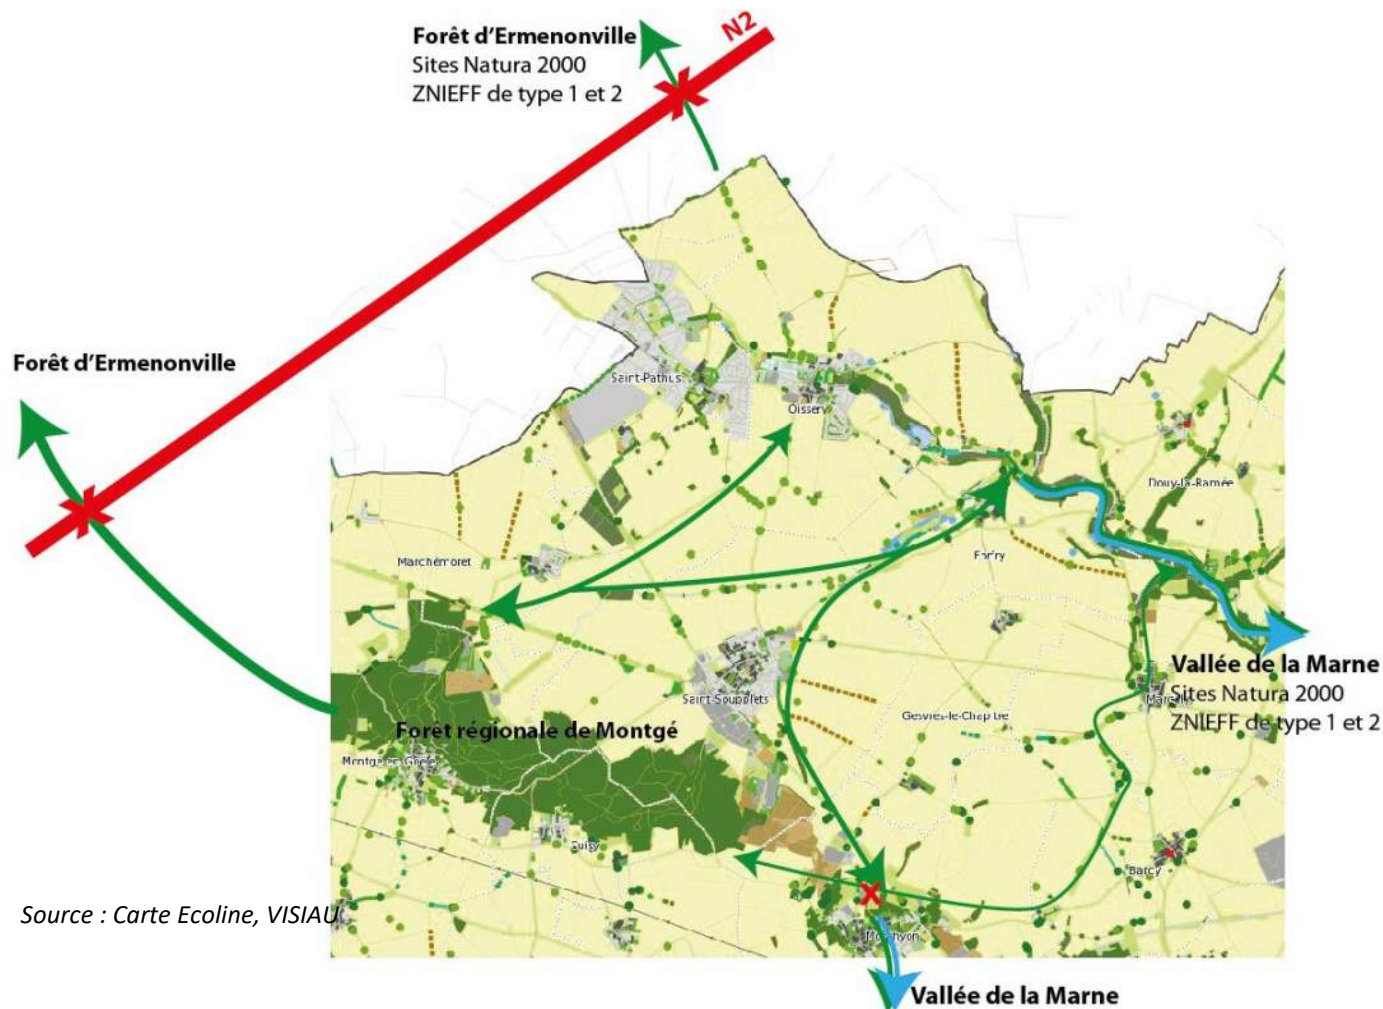 Forêt d'Ermenonville
Sites Natura 2000
ZNIEFF de type 1 et 2
N2
Forêt d'Ermenonville
Saint-Pathus
Oissery
Douy-la-Ramée
Marchémoret
Forfry
Vallée de la Marne
Sites Natura 2000
ZNIEFF de type 1 et 2
Saint-Soupplets
Gesvres-le-Chapitre
Forêt régionale de Montgé
Montgé-en-Goële
Cuisy
Barcy
Source : Carte Ecoline, VISIAU
Vallée de la Marne